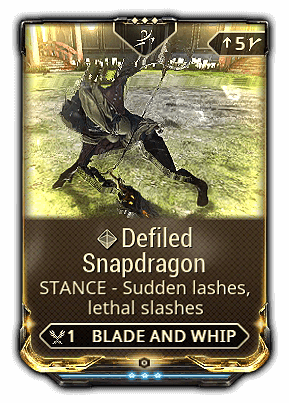 ↑5
Defiled
Snapdragon
STANCE - Sudden lashes,
lethal slashes
1 BLADE AND WHIP